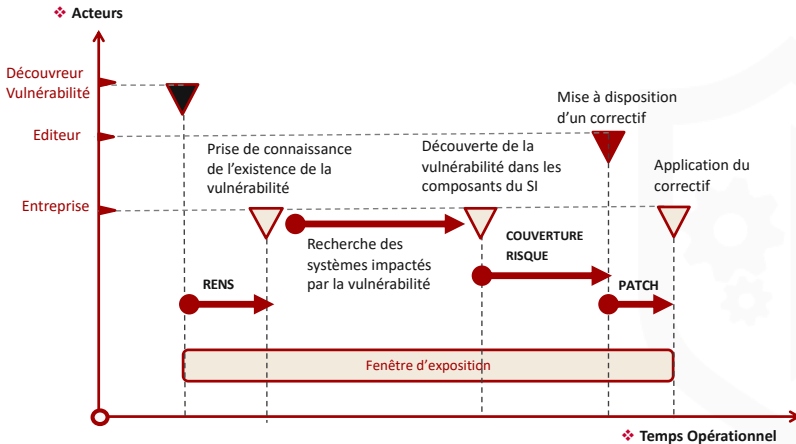 ❖ Acteurs
Découvreur
Vulnérabilité
Editeur
Entreprise
Prise de connaissance
de l'existence de la
vulnérabilité
Découverte de la
vulnérabilité dans les
composants du SI
Mise à disposition
d'un correctif
Application du
correctif
Recherche des
systèmes impactés
par la vulnérabilité
COUVERTURE
RISQUE
RENS
PATCH
Fenêtre d'exposition
❖ Temps Opérationnel